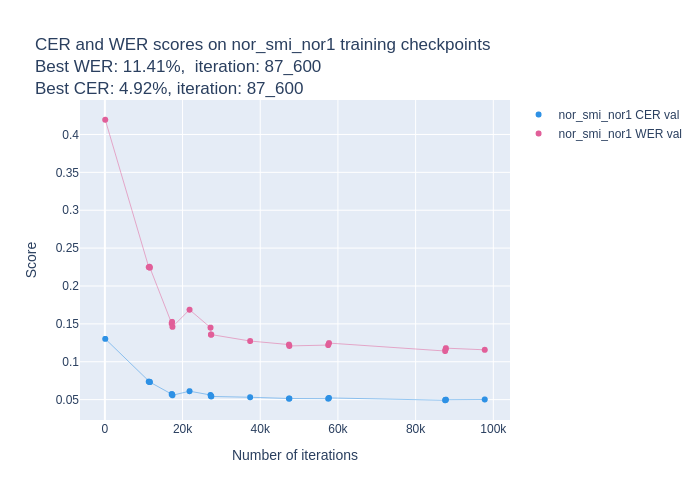 CER and WER scores on nor_smi_nor1 training checkpoints
Best WER: 11.41%,  iteration: 87_600
Best CER: 4.92%, iteration: 87_600
nor_smi_nor1 CER val
nor_smi_nor1 WER val
0.4
0.35
0.3
0.25
0.2
0.15
0.1
0.05
Score
0 20k 40k 60k 80k 100k
Number of iterations